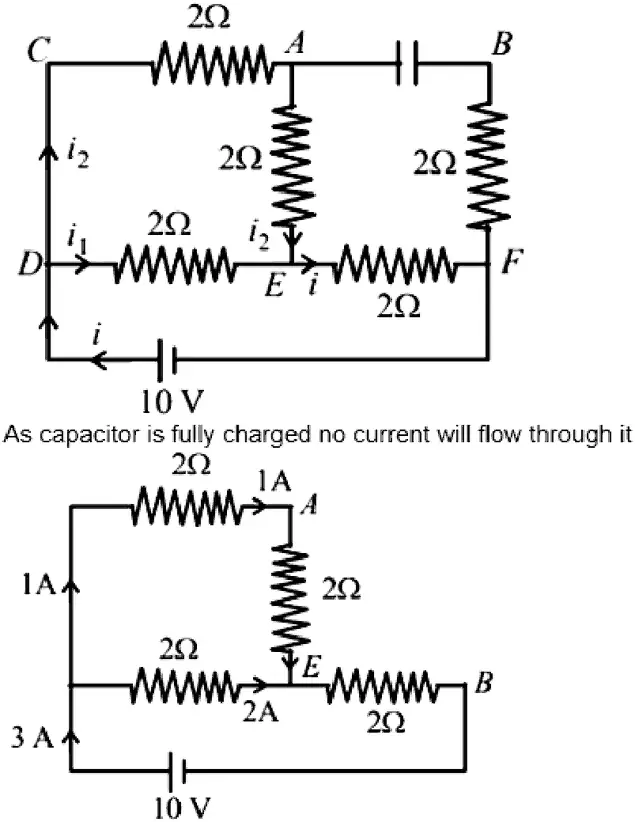 2Ω
C A B
i2 2Ω 2Ω
2Ω
i1 i2
D E i F
2Ω
i
10 V
As capacitor is fully charged no current will flow through it
2Ω
1A A
1A 2Ω
2Ω E
B
2A 2Ω
3 A
10 V